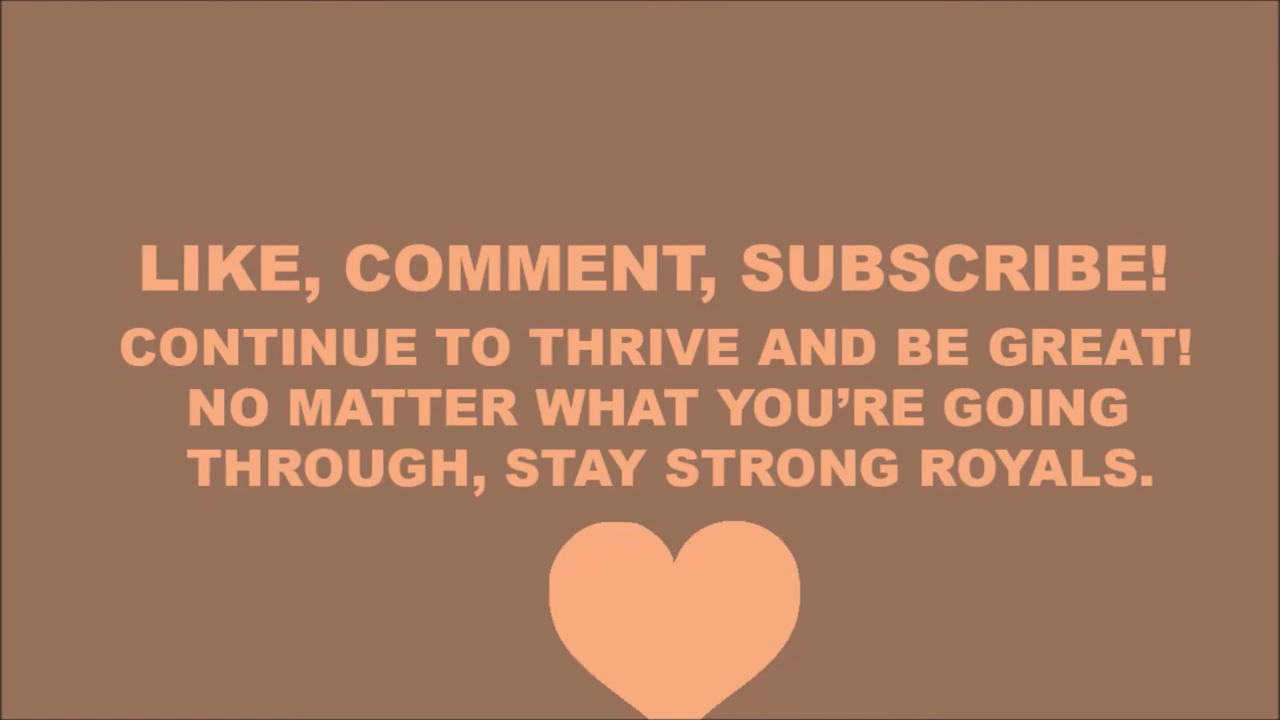 LIKE, COMMENT, SUBSCRIBE!
CONTINUE TO THRIVE AND BE GREAT!
NO MATTER WHAT YOU’RE GOING
THROUGH, STAY STRONG ROYALS.